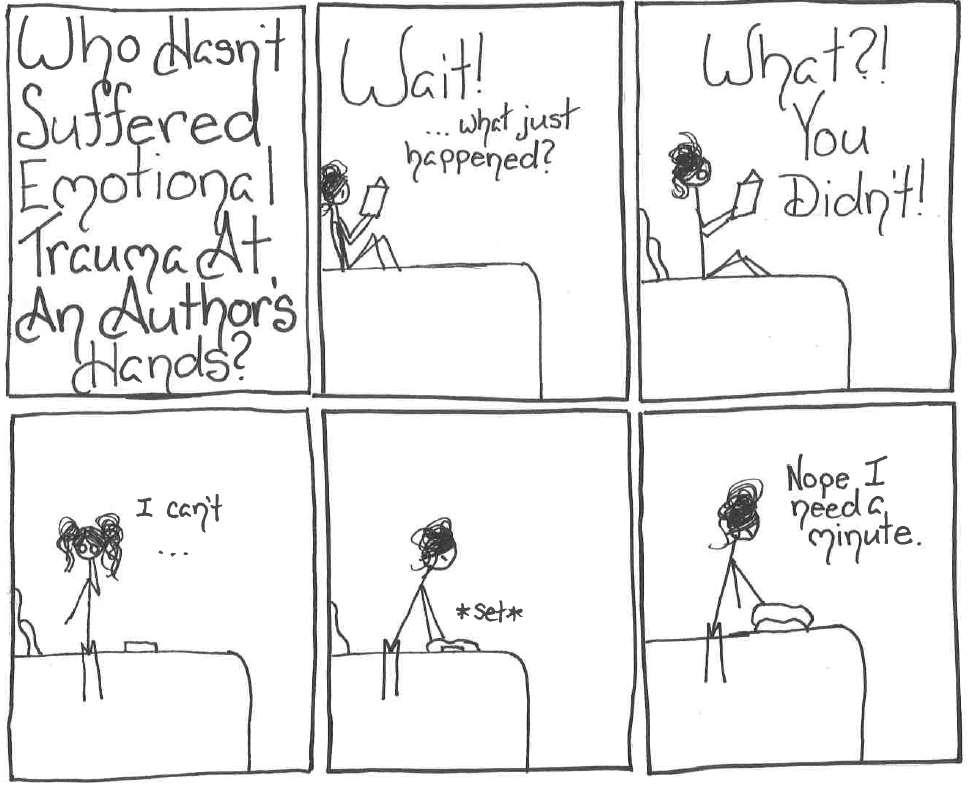 Who Hasn't
Suffered
Emotional
Trauma At
An Author's
Hands?
Wait!
...what just
happened?
What?!
You
Didn't!
I can't
...
*set*
Nope I
need a
minute.